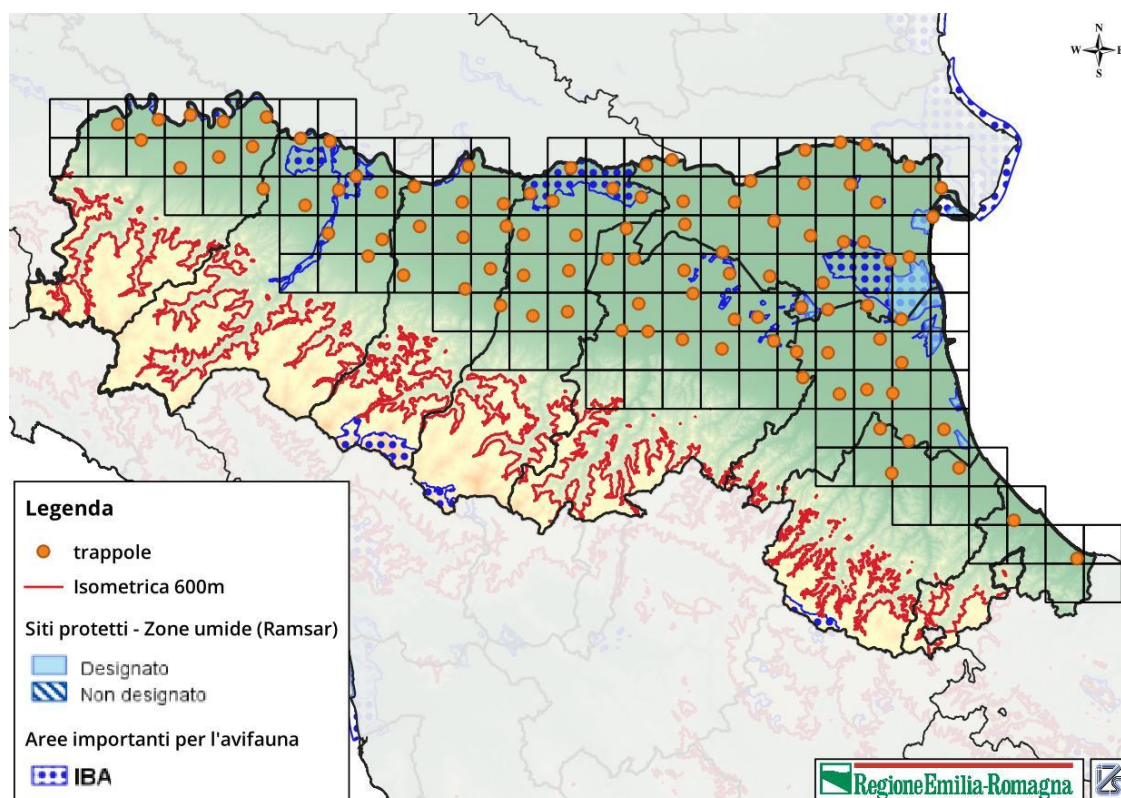 N
W E
S
Legenda
trappole
Isometrica 600m
Siti protetti - Zone umide (Ramsar)
Designato
Non designato
Aree importanti per l'avifauna
IBA
RegioneEmilia-Romagna